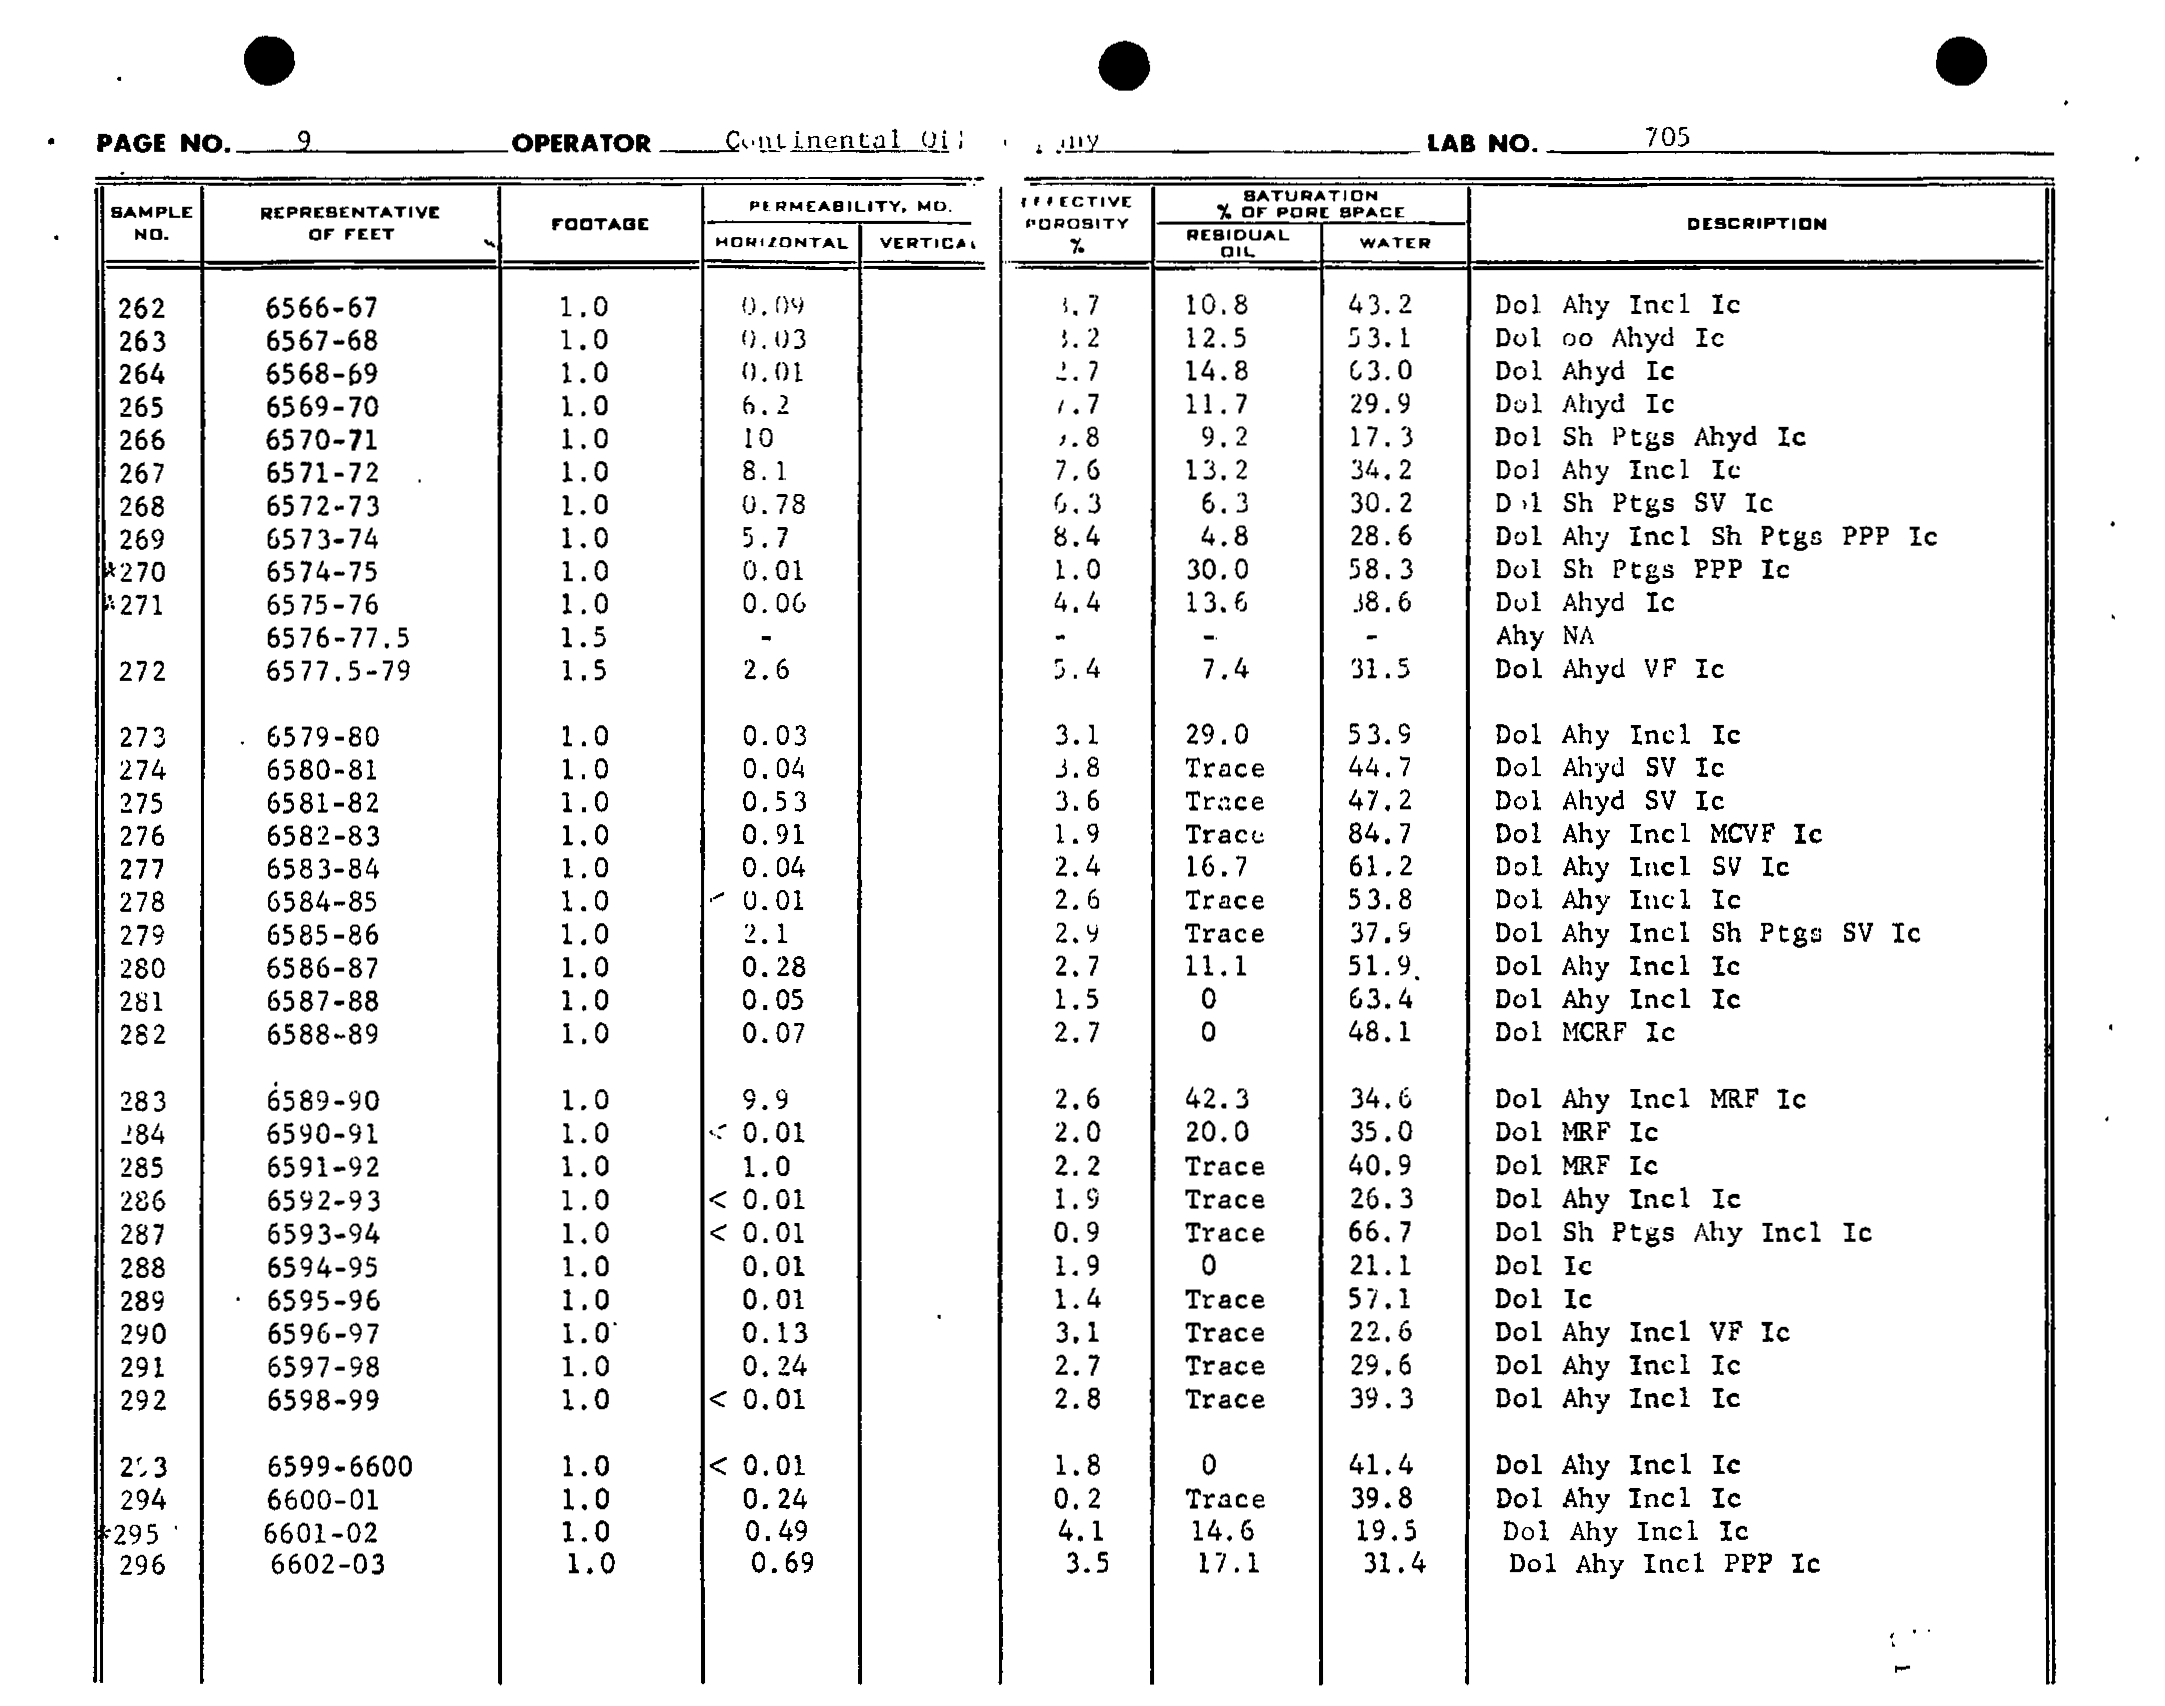 PAGE NO. 9 OPERATOR Continental Oil LAB NO. 705
SAMPLE NO. REPRESENTATIVE OF FEET FOOTAGE PERMEABILITY, MD. HORIZONTAL VERTICAL EFFECTIVE POROSITY % SATURATION % OF PORE SPACE RESIDUAL OIL WATER DESCRIPTION
262 6566-67 1.0 0.09 10.8 43.2 Dol Ahy Incl Ic
263 6567-68 1.0 0.03 12.5 53.1 Dol oo Ahyd Ic
264 6568-69 1.0 0.01 14.8 63.0 Dol Ahyd Ic
265 6569-70 1.0 6.2 11.7 29.9 Dol Ahyd Ic
266 6570-71 1.0 10 9.2 17.3 Dol Sh Ptgs Ahyd Ic
267 6571-72 1.0 8.1 7.6 13.2 34.2 Dol Ahy Incl Ic
268 6572-73 1.0 0.78 6.3 6.3 30.2 Dol Sh Ptgs SV Ic
269 6573-74 1.0 5.7 8.4 4.8 28.6 Dol Ahy Incl Sh Ptgs PPP Ic
*270 6574-75 1.0 0.01 1.0 30.0 58.3 Dol Sh Ptgs PPP Ic
*271 6575-76 1.0 0.06 4.4 13.6 38.6 Dol Ahyd Ic
6576-77.5 1.5 - - - - Ahy NA
272 6577.5-79 1.5 2.6 5.4 7.4 31.5 Dol Ahyd VF Ic
273 6579-80 1.0 0.03 3.1 29.0 53.9 Dol Ahy Incl Ic
274 6580-81 1.0 0.04 3.8 Trace 44.7 Dol Ahyd SV Ic
275 6581-82 1.0 0.53 3.6 Trace 47.2 Dol Ahyd SV Ic
276 6582-83 1.0 0.91 1.9 Trace 84.7 Dol Ahy Incl MCVF Ic
277 6583-84 1.0 0.04 2.4 16.7 61.2 Dol Ahy Incl SV Ic
278 6584-85 1.0 < 0.01 2.6 Trace 53.8 Dol Ahy Incl Ic
279 6585-86 1.0 2.1 2.9 Trace 37.9 Dol Ahy Incl Sh Ptgs SV Ic
280 6586-87 1.0 0.28 2.7 11.1 51.9 Dol Ahy Incl Ic
281 6587-88 1.0 0.05 1.5 0 63.4 Dol Ahy Incl Ic
282 6588-89 1.0 0.07 2.7 0 48.1 Dol MCRF Ic
283 6589-90 1.0 9.9 2.6 42.3 34.6 Dol Ahy Incl MRF Ic
284 6590-91 1.0 < 0.01 2.0 20.0 35.0 Dol MRF Ic
285 6591-92 1.0 1.0 2.2 Trace 40.9 Dol MRF Ic
286 6592-93 1.0 < 0.01 1.9 Trace 26.3 Dol Ahy Incl Ic
287 6593-94 1.0 < 0.01 0.9 Trace 66.7 Dol Sh Ptgs Ahy Incl Ic
288 6594-95 1.0 0.01 1.9 0 21.1 Dol Ic
289 6595-96 1.0 0.01 1.4 Trace 57.1 Dol Ic
290 6596-97 1.0 0.13 3.1 Trace 22.6 Dol Ahy Incl VF Ic
291 6597-98 1.0 0.24 2.7 Trace 29.6 Dol Ahy Incl Ic
292 6598-99 1.0 < 0.01 2.8 Trace 39.3 Dol Ahy Incl Ic
293 6599-6600 1.0 < 0.01 1.8 0 41.4 Dol Ahy Incl Ic
294 6600-01 1.0 0.24 0.2 Trace 39.8 Dol Ahy Incl Ic
*295 6601-02 1.0 0.49 4.1 14.6 19.5 Dol Ahy Incl Ic
296 6602-03 1.0 0.69 3.5 17.1 31.4 Dol Ahy Incl PPP Ic